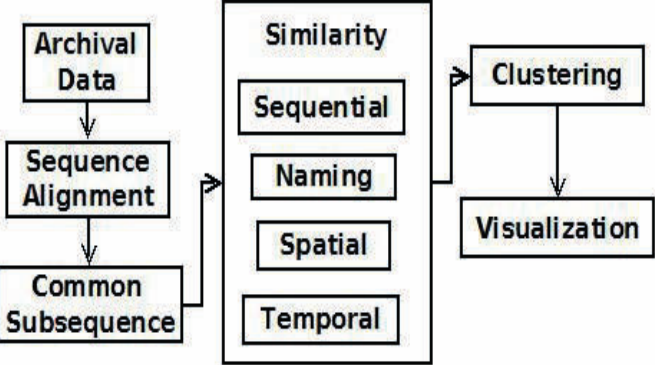 Archival
Data
Sequence
Alignment
Common
Subsequence
Similarity
Sequential
Naming
Spatial
Temporal
Clustering
Visualization